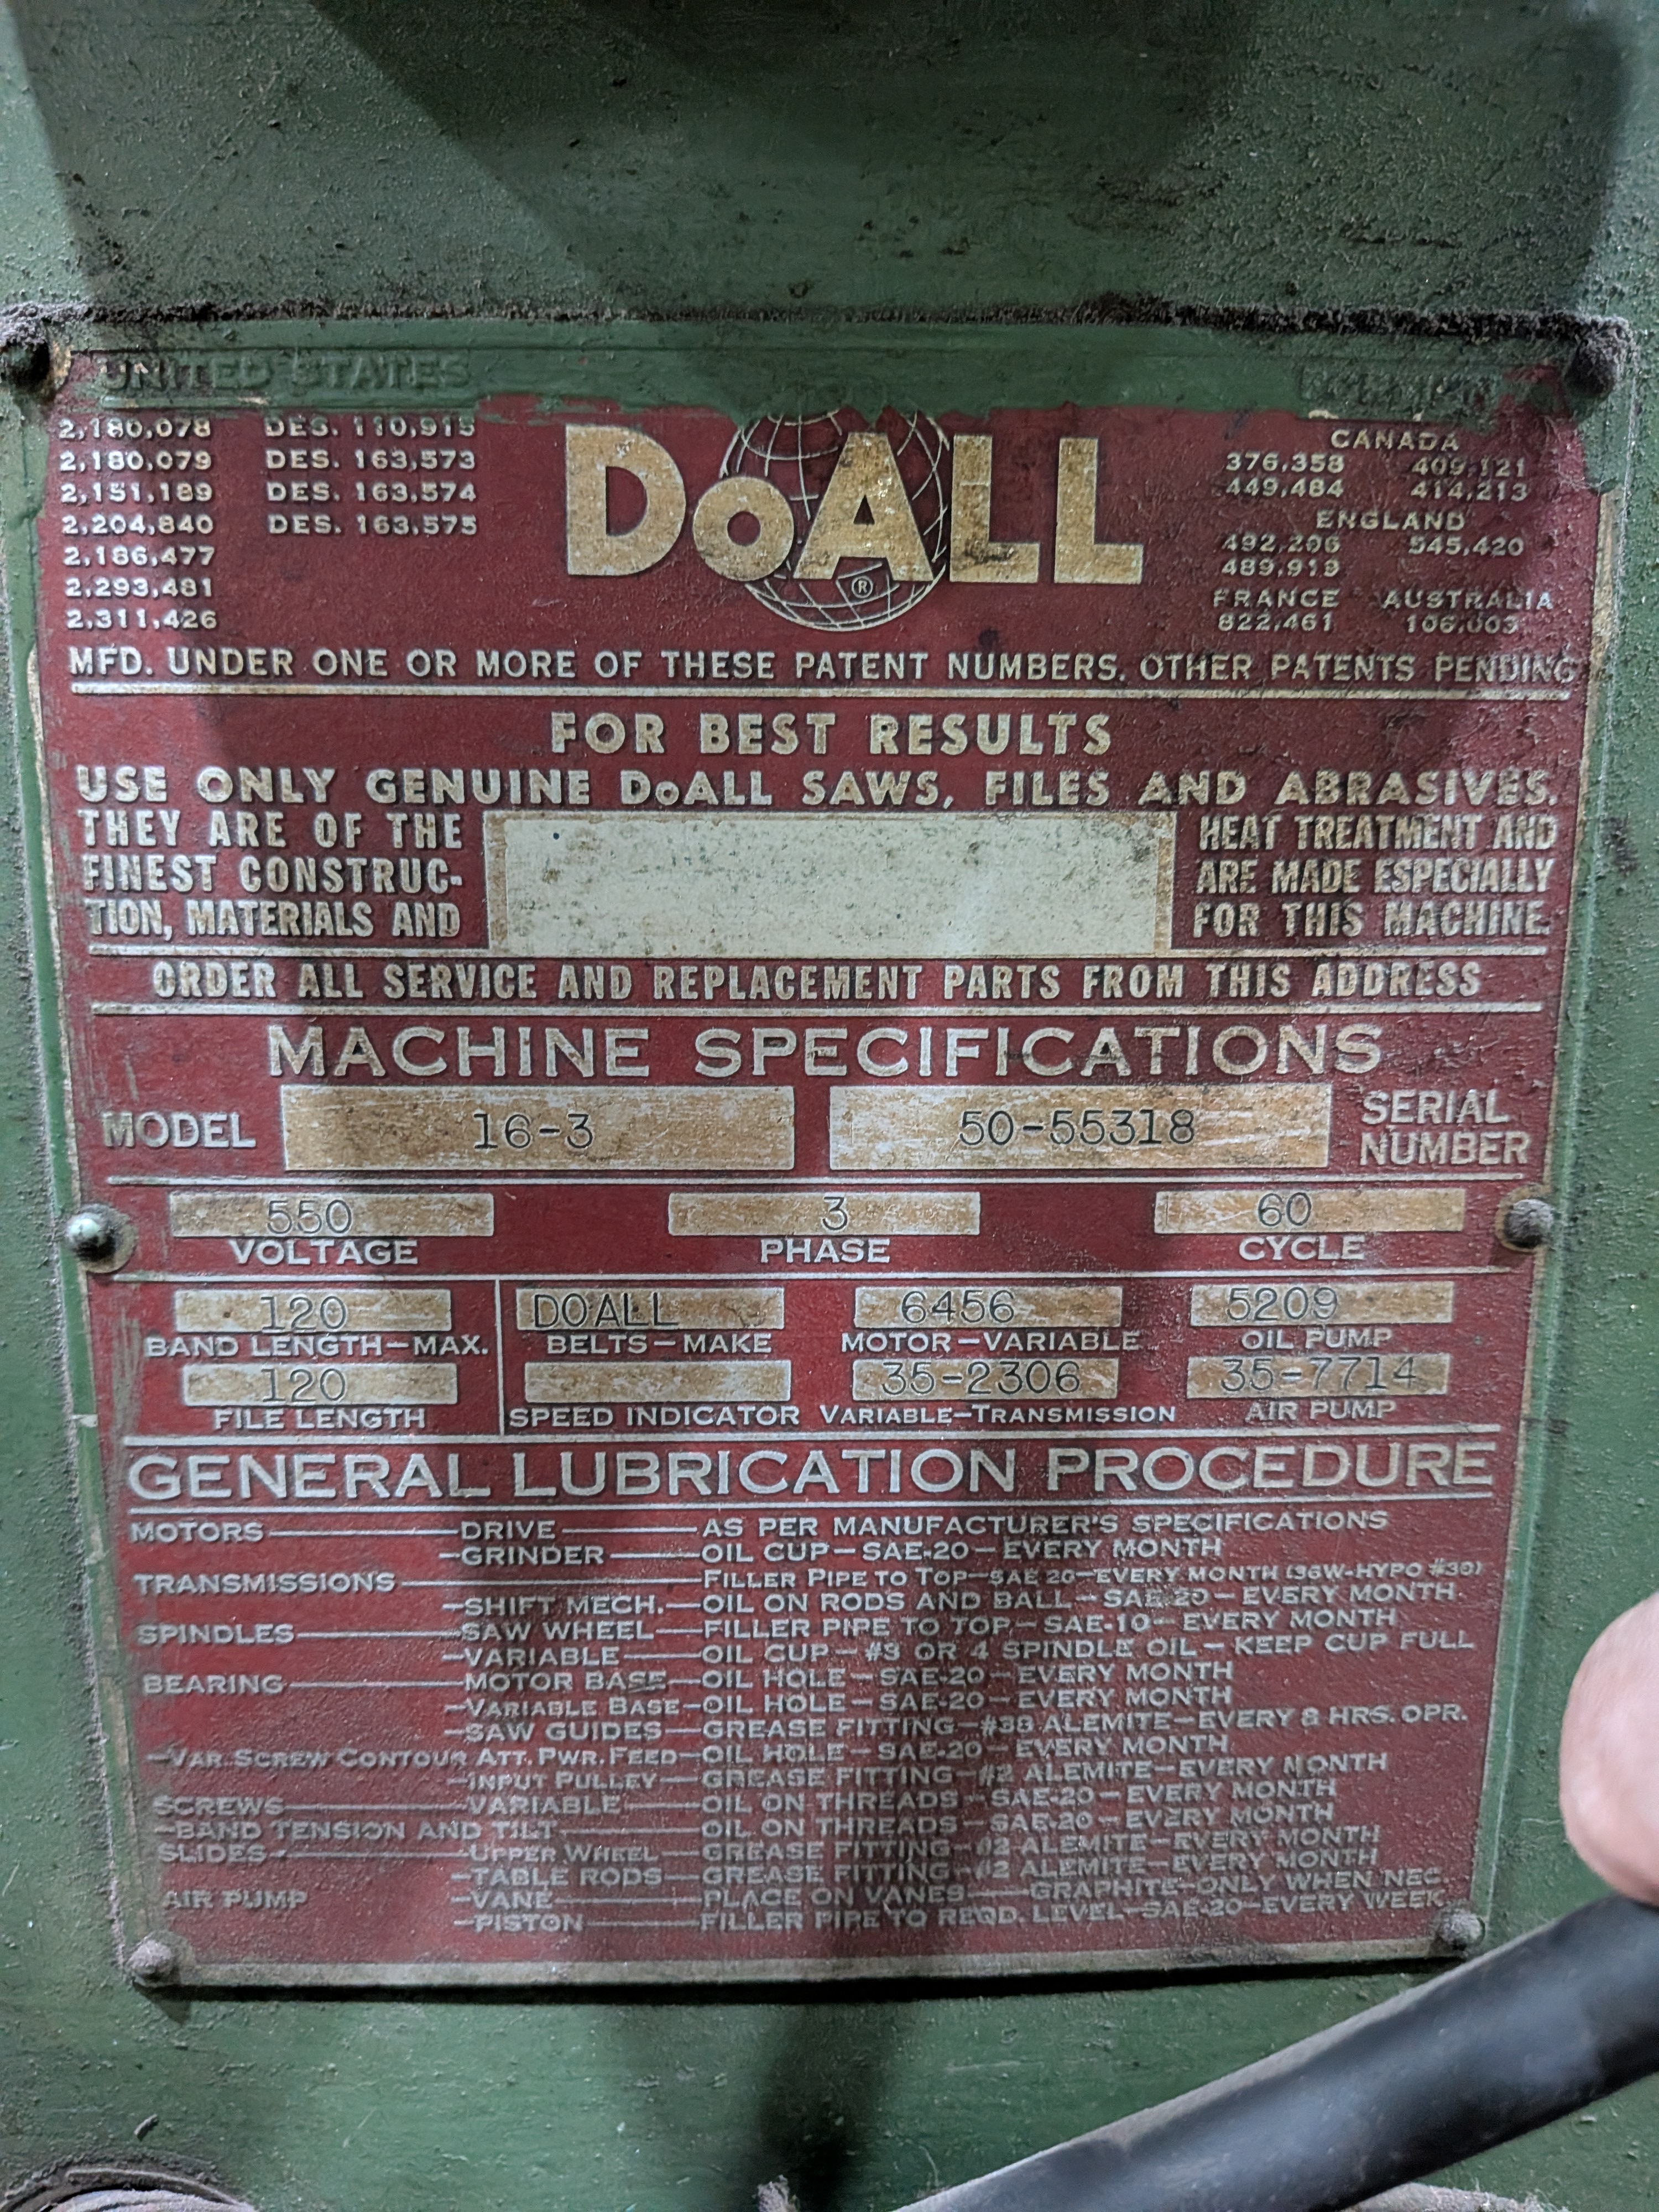 UNITED STATES
2,180,078 DES. 110,915
2,180,079 DES. 163,573
2,151,189 DES. 163,574
2,204,840 DES. 163,575
2,186,477
2,293,481
2,311,426
DoALL
®
CANADA
376,358 409,121
449,484 414,213
ENGLAND
492,206 545,420
489,919
FRANCE AUSTRALIA
822,461 106,003
MFD. UNDER ONE OR MORE OF THESE PATENT NUMBERS. OTHER PATENTS PENDING
FOR BEST RESULTS
USE ONLY GENUINE DoALL SAWS, FILES AND ABRASIVES.
THEY ARE OF THE HEAT TREATMENT AND
FINEST CONSTRUC- ARE MADE ESPECIALLY
TION, MATERIALS AND FOR THIS MACHINE.
ORDER ALL SERVICE AND REPLACEMENT PARTS FROM THIS ADDRESS
MACHINE SPECIFICATIONS
MODEL 16-3 50-55318 SERIAL NUMBER
550 3 60
VOLTAGE PHASE CYCLE
120 DOALL 6456 5209
BAND LENGTH-MAX. BELTS-MAKE MOTOR-VARIABLE OIL PUMP
120 35-2306 35-7714
FILE LENGTH SPEED INDICATOR VARIABLE-TRANSMISSION AIR PUMP
GENERAL LUBRICATION PROCEDURE
MOTORS—DRIVE—AS PER MANUFACTURER'S SPECIFICATIONS
-GRINDER—OIL CUP-SAE-20-EVERY MONTH
TRANSMISSIONS—FILLER PIPE TO TOP-SAE 20-EVERY MONTH (36W-HYPO #30)
-SHIFT MECH.—OIL ON RODS AND BALL-SAE 20-EVERY MONTH
SPINDLES—SAW WHEEL—FILLER PIPE TO TOP-SAE-10-EVERY MONTH
-VARIABLE—OIL CUP-#3 OR 4 SPINDLE OIL-KEEP CUP FULL
BEARING—MOTOR BASE—OIL HOLE-SAE-20-EVERY MONTH
-VARIABLE BASE-OIL HOLE-SAE-20-EVERY MONTH
-SAW GUIDES—GREASE FITTING-#38 ALEMITE-EVERY 8 HRS. OPR.
-VAR. SCREW CONTOUR ATT. PWR. FEED-OIL HOLE-SAE-20-EVERY MONTH
-INPUT PULLEY—GREASE FITTING-#2 ALEMITE-EVERY MONTH
SCREWS—VARIABLE—OIL ON THREADS-SAE-20-EVERY MONTH
-BAND TENSION AND TILT—OIL ON THREADS-SAE-20-EVERY MONTH
SLIDES—UPPER WHEEL—GREASE FITTING-#2 ALEMITE-EVERY MONTH
-TABLE RODS—GREASE FITTING-#2 ALEMITE-EVERY MONTH
AIR PUMP -VANE—PLACE ON VANES—GRAPHITE-ONLY WHEN NEC.
-PISTON—FILLER PIPE TO REQD. LEVEL-SAE-20-EVERY WEEK